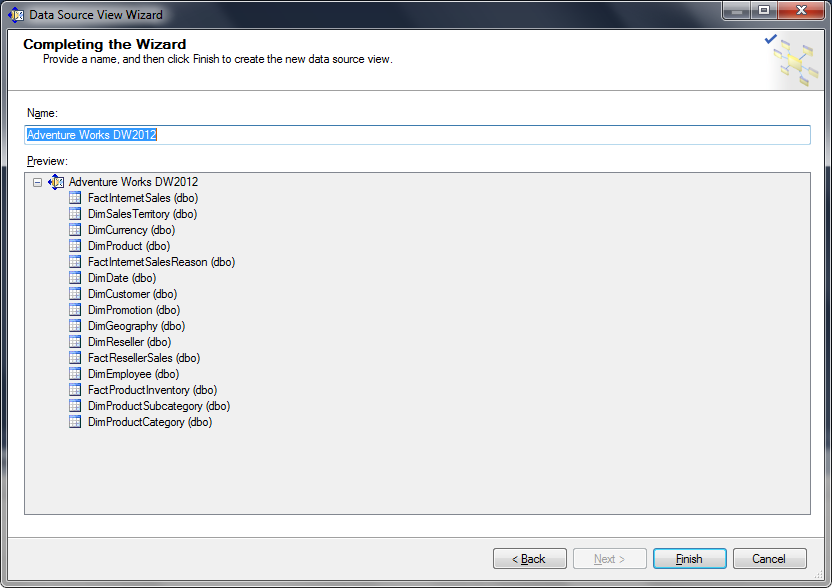 Data Source View Wizard
Completing the Wizard
Provide a name, and then click Finish to create the new data source view.
Name:
Adventure Works DW2012
Preview:
Adventure Works DW2012
FactInternetSales (dbo)
DimSalesTerritory (dbo)
DimCurrency (dbo)
DimProduct (dbo)
FactInternetSalesReason (dbo)
DimDate (dbo)
DimCustomer (dbo)
DimPromotion (dbo)
DimGeography (dbo)
DimReseller (dbo)
FactResellerSales (dbo)
DimEmployee (dbo)
FactProductInventory (dbo)
DimProductSubcategory (dbo)
DimProductCategory (dbo)
< Back Next > Finish Cancel